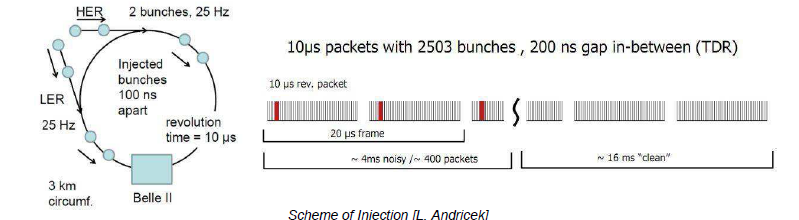 HER
2 bunches, 25 Hz
Injected
bunches
100 ns
apart
LER
25 Hz
revolution
time = 10 µs
3 km
circumf.
Belle II
10µs packets with 2503 bunches , 200 ns gap in-between (TDR)
10 µs rev. packet
20 µs frame
~ 4ms noisy /~ 400 packets
~ 16 ms "clean"
Scheme of Injection [L. Andricek]